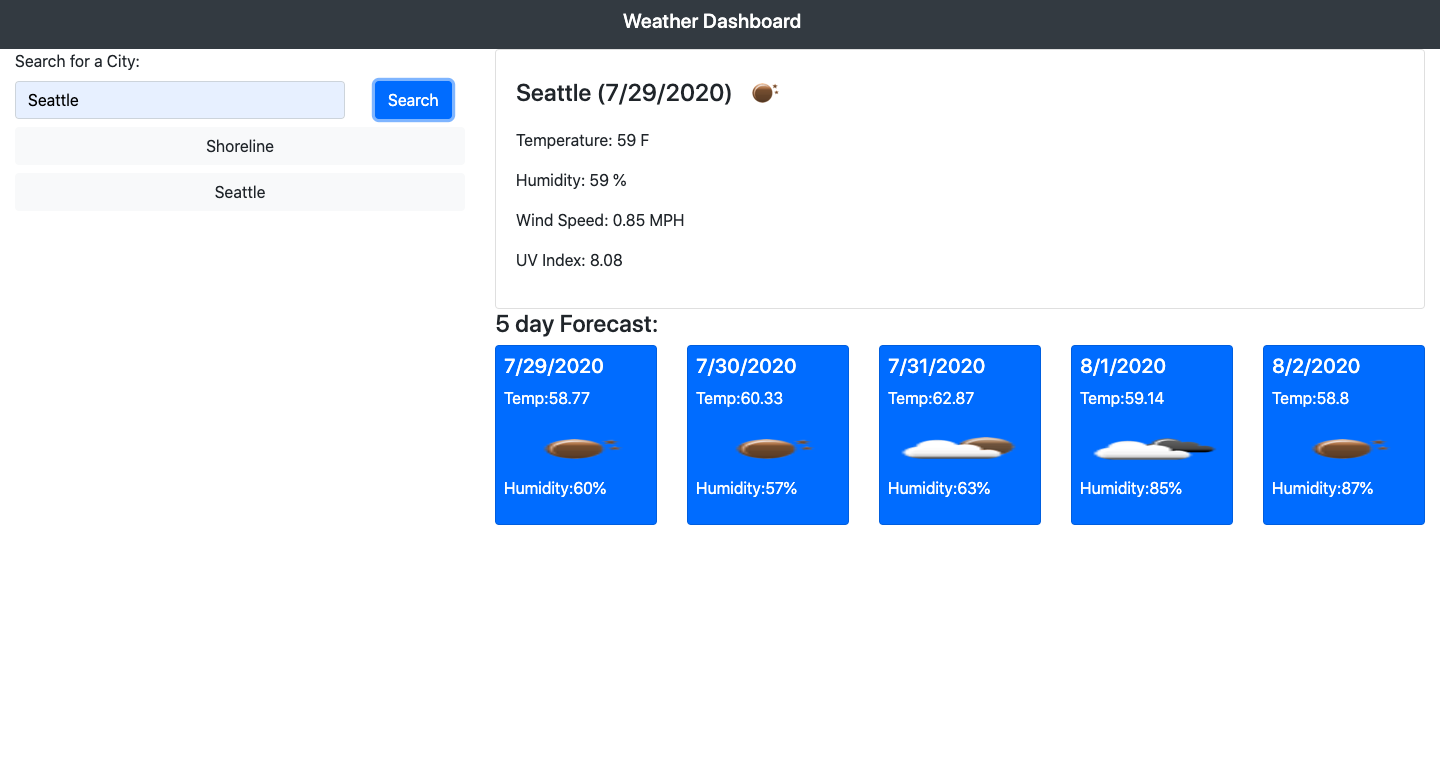 Weather Dashboard
Search for a City:
Seattle
Search
Shoreline
Seattle
Seattle (7/29/2020)
Temperature: 59 F
Humidity: 59 %
Wind Speed: 0.85 MPH
UV Index: 8.08
5 day Forecast:
7/29/2020
Temp:58.77
Humidity:60%
7/30/2020
Temp:60.33
Humidity:57%
7/31/2020
Temp:62.87
Humidity:63%
8/1/2020
Temp:59.14
Humidity:85%
8/2/2020
Temp:58.8
Humidity:87%